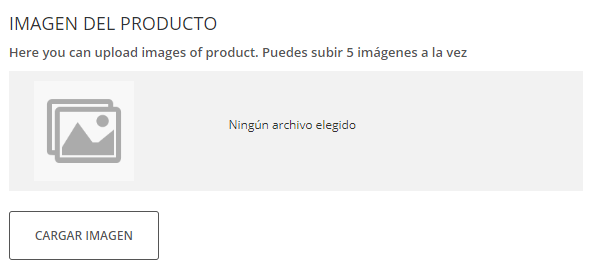 IMAGEN DEL PRODUCTO
Here you can upload images of product. Puedes subir 5 imágenes a la vez
Ningún archivo elegido
CARGAR IMAGEN